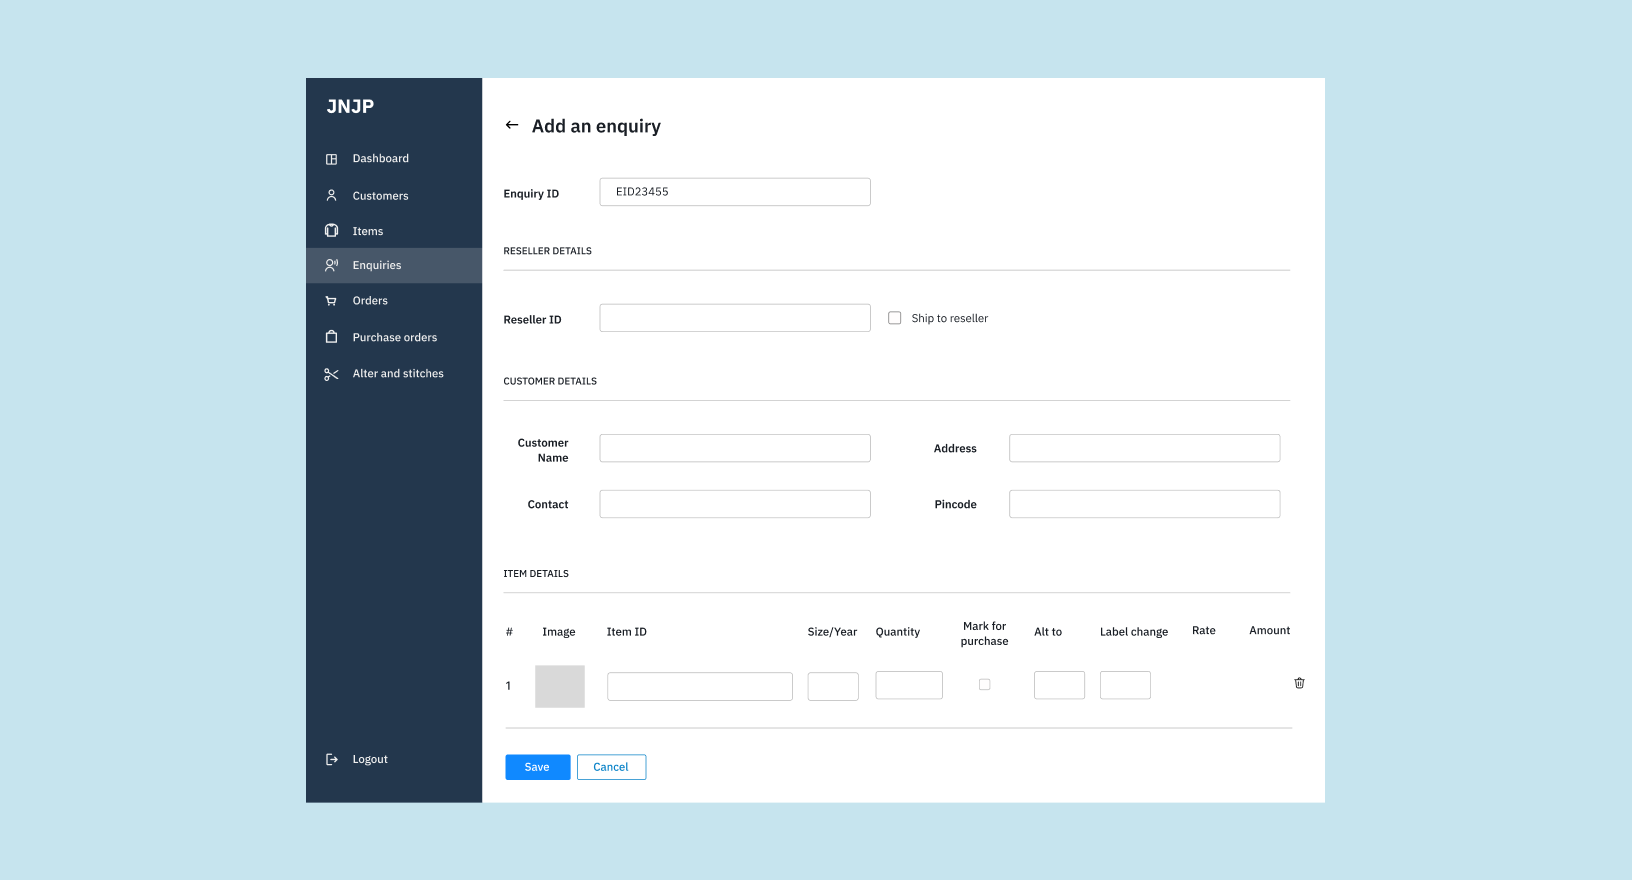 JNJP
Dashboard
Customers
Items
Enquiries
Orders
Purchase orders
Alter and stitches
Logout
Add an enquiry
Enquiry ID
EID23455
RESELLER DETAILS
Reseller ID
Ship to reseller
CUSTOMER DETAILS
Customer
Name
Address
Contact
Pincode
ITEM DETAILS
# Image Item ID Size/Year Quantity Mark for purchase Alt to Label change Rate Amount
1
Save
Cancel